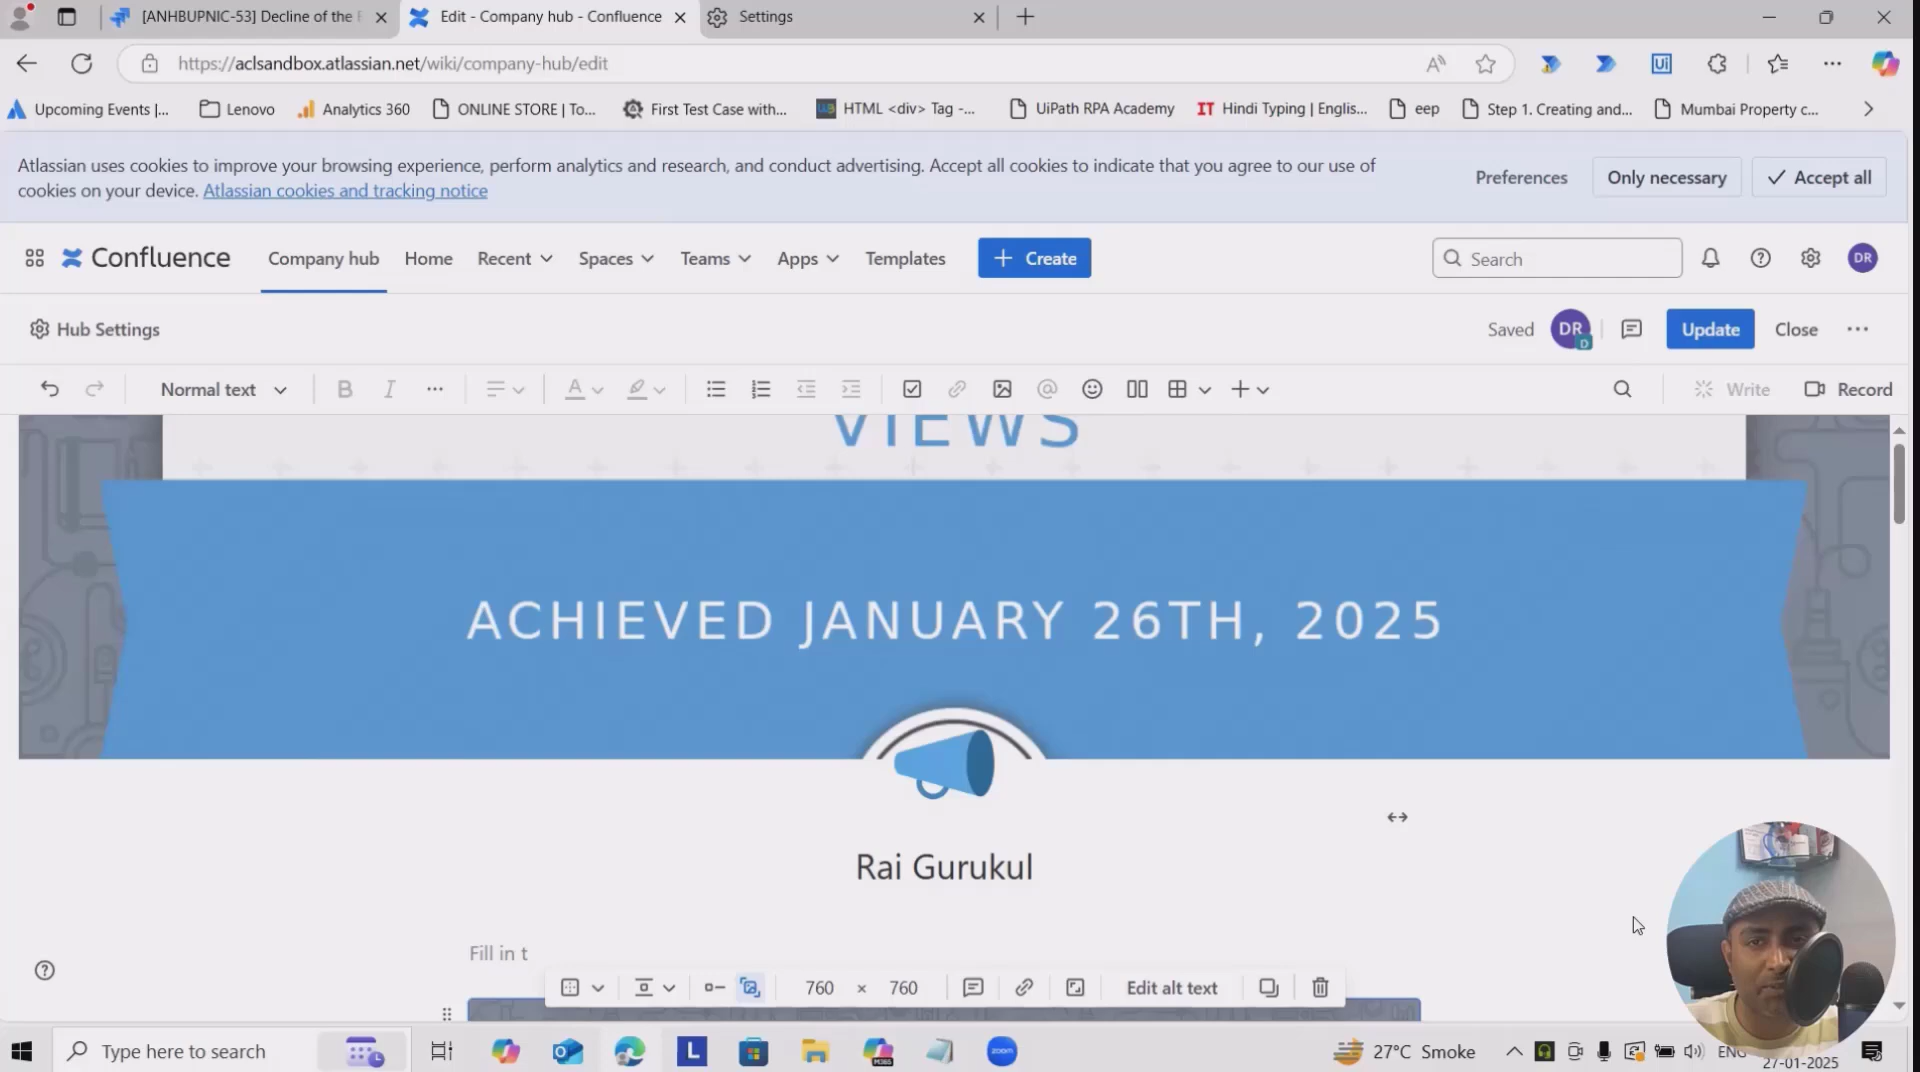 [ANHBUPNIC-53] Decline of the
Edit - Company hub - Confluence
Settings
https://aclsandbox.atlassian.net/wiki/company-hub/edit
Upcoming Events |...
Lenovo
Analytics 360
ONLINE STORE | To...
First Test Case with...
HTML <div> Tag -...
UiPath RPA Academy
IT Hindi Typing | Englis...
eep
Step 1. Creating and...
Mumbai Property c...
Atlassian uses cookies to improve your browsing experience, perform analytics and research, and conduct advertising. Accept all cookies to indicate that you agree to our use of
cookies on your device. Atlassian cookies and tracking notice
Preferences
Only necessary
Accept all
Confluence
Company hub
Home
Recent
Spaces
Teams
Apps
Templates
Create
Search
DR
Hub Settings
Saved
DR
D
Update
Close
Normal text
B
I
A
Write
Record
VIEWS
ACHIEVED JANUARY 26TH, 2025
Rai Gurukul
Fill in t
760 × 760
Edit alt text
Type here to search
L
zoom
27°C Smoke
ENG
27-01-2025